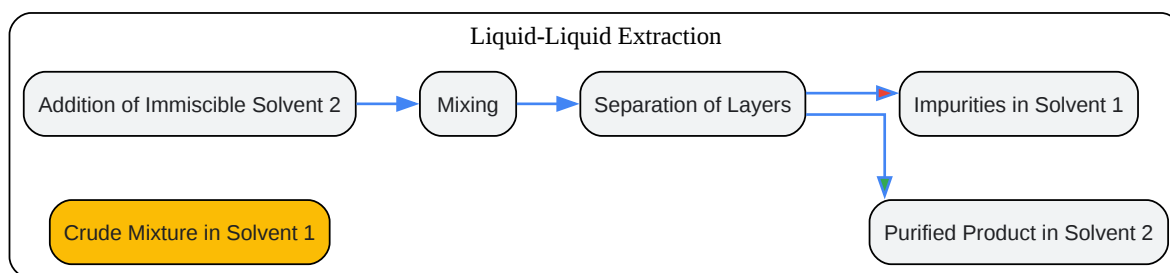 Liquid-Liquid Extraction
Addition of Immiscible Solvent 2
Mixing
Separation of Layers
Impurities in Solvent 1
Crude Mixture in Solvent 1
Purified Product in Solvent 2